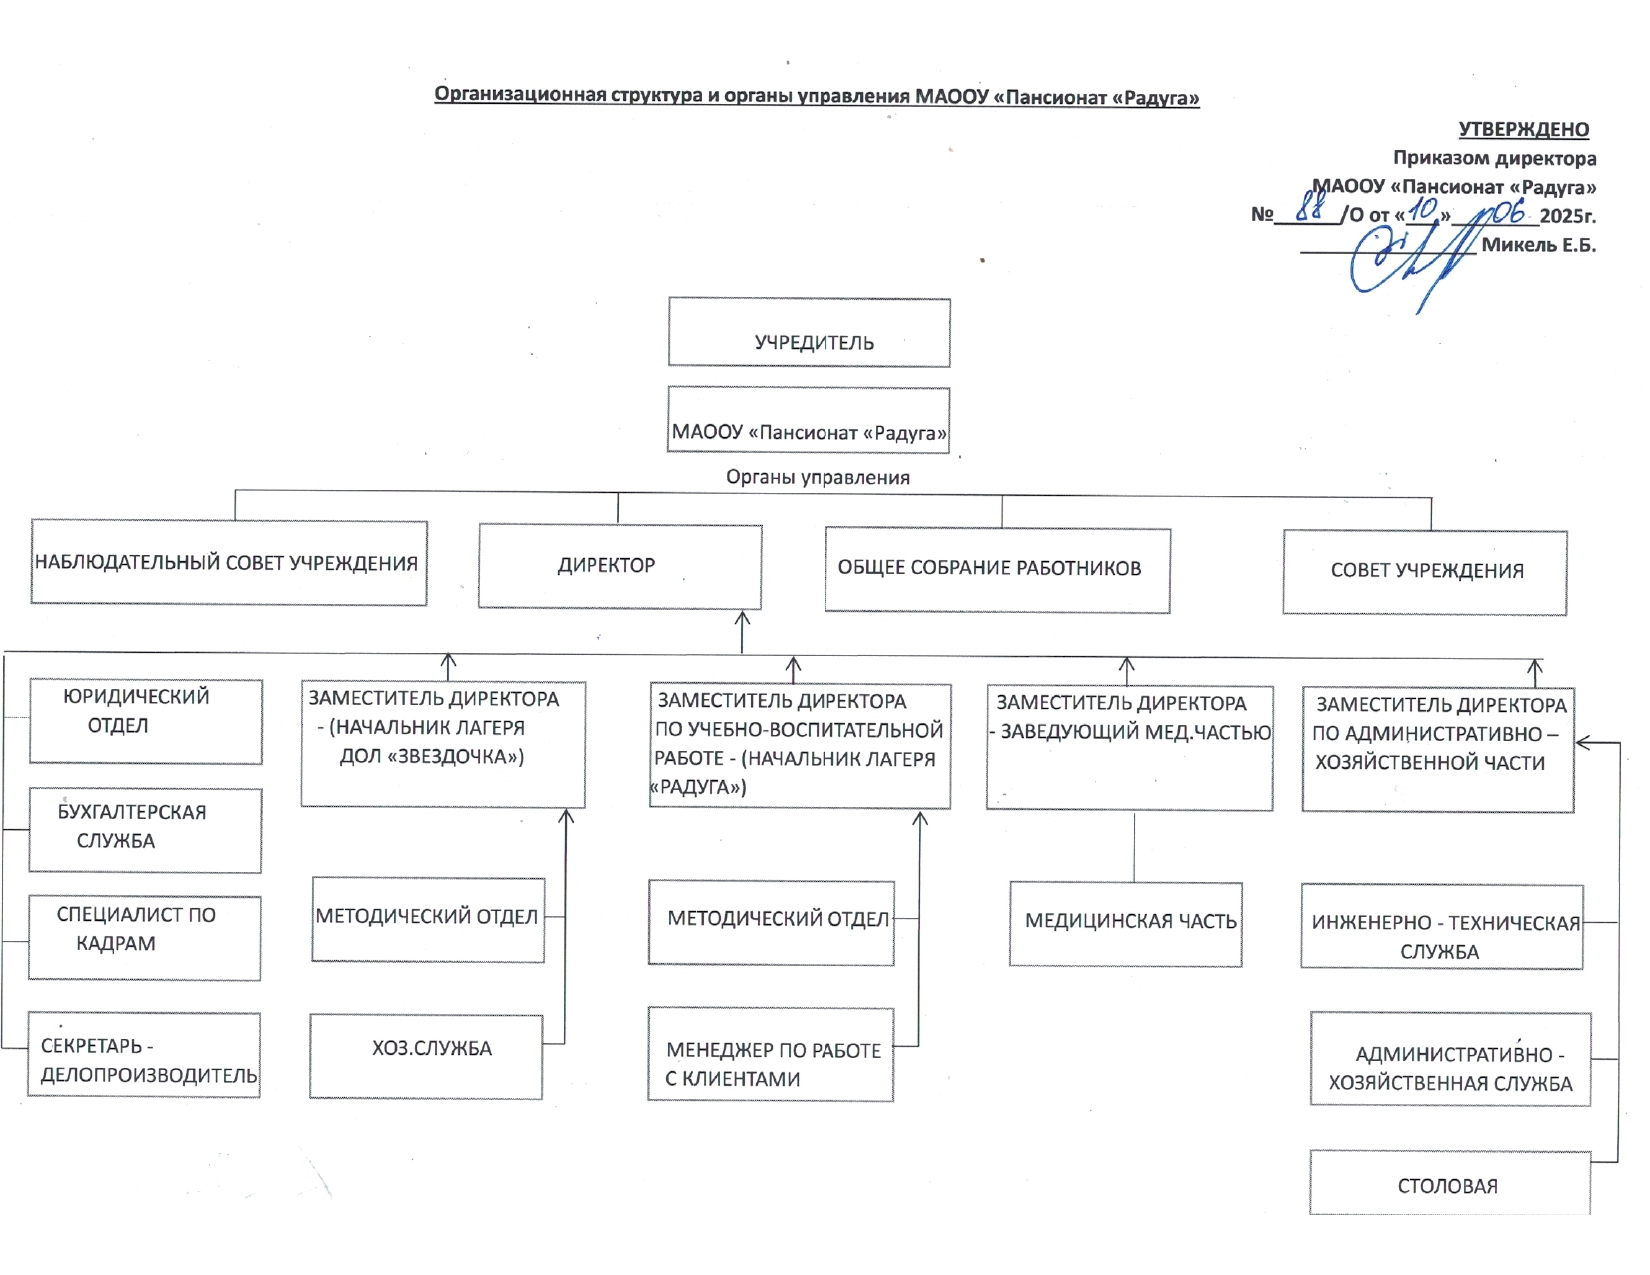 Организационная структура и органы управления МАООУ «Пансионат «Радуга»
УТВЕРЖДЕНО
Приказом директора
МАООУ «Пансионат «Радуга»
№ 88 /О от «10» 06 2025г.
Микель Е.Б.
УЧРЕДИТЕЛЬ
МАООУ «Пансионат «Радуга»
Органы управления
НАБЛЮДАТЕЛЬНЫЙ СОВЕТ УЧРЕЖДЕНИЯ
ДИРЕКТОР
ОБЩЕЕ СОБРАНИЕ РАБОТНИКОВ
СОВЕТ УЧРЕЖДЕНИЯ
ЮРИДИЧЕСКИЙ
ОТДЕЛ
БУХГАЛТЕРСКАЯ
СЛУЖБА
СПЕЦИАЛИСТ ПО
КАДРАМ
СЕКРЕТАРЬ -
ДЕЛОПРОИЗВОДИТЕЛЬ
ЗАМЕСТИТЕЛЬ ДИРЕКТОРА
- (НАЧАЛЬНИК ЛАГЕРЯ
ДОЛ «ЗВЕЗДОЧКА»)
МЕТОДИЧЕСКИЙ ОТДЕЛ
ХОЗ.СЛУЖБА
ЗАМЕСТИТЕЛЬ ДИРЕКТОРА
ПО УЧЕБНО-ВОСПИТАТЕЛЬНОЙ
РАБОТЕ - (НАЧАЛЬНИК ЛАГЕРЯ
«РАДУГА»)
МЕТОДИЧЕСКИЙ ОТДЕЛ
МЕНЕДЖЕР ПО РАБОТЕ
С КЛИЕНТАМИ
ЗАМЕСТИТЕЛЬ ДИРЕКТОРА
- ЗАВЕДУЮЩИЙ МЕД.ЧАСТЬЮ
МЕДИЦИНСКАЯ ЧАСТЬ
ЗАМЕСТИТЕЛЬ ДИРЕКТОРА
ПО АДМИНИСТРАТИВНО –
ХОЗЯЙСТВЕННОЙ ЧАСТИ
ИНЖЕНЕРНО - ТЕХНИЧЕСКАЯ
СЛУЖБА
АДМИНИСТРАТИВНО -
ХОЗЯЙСТВЕННАЯ СЛУЖБА
СТОЛОВАЯ